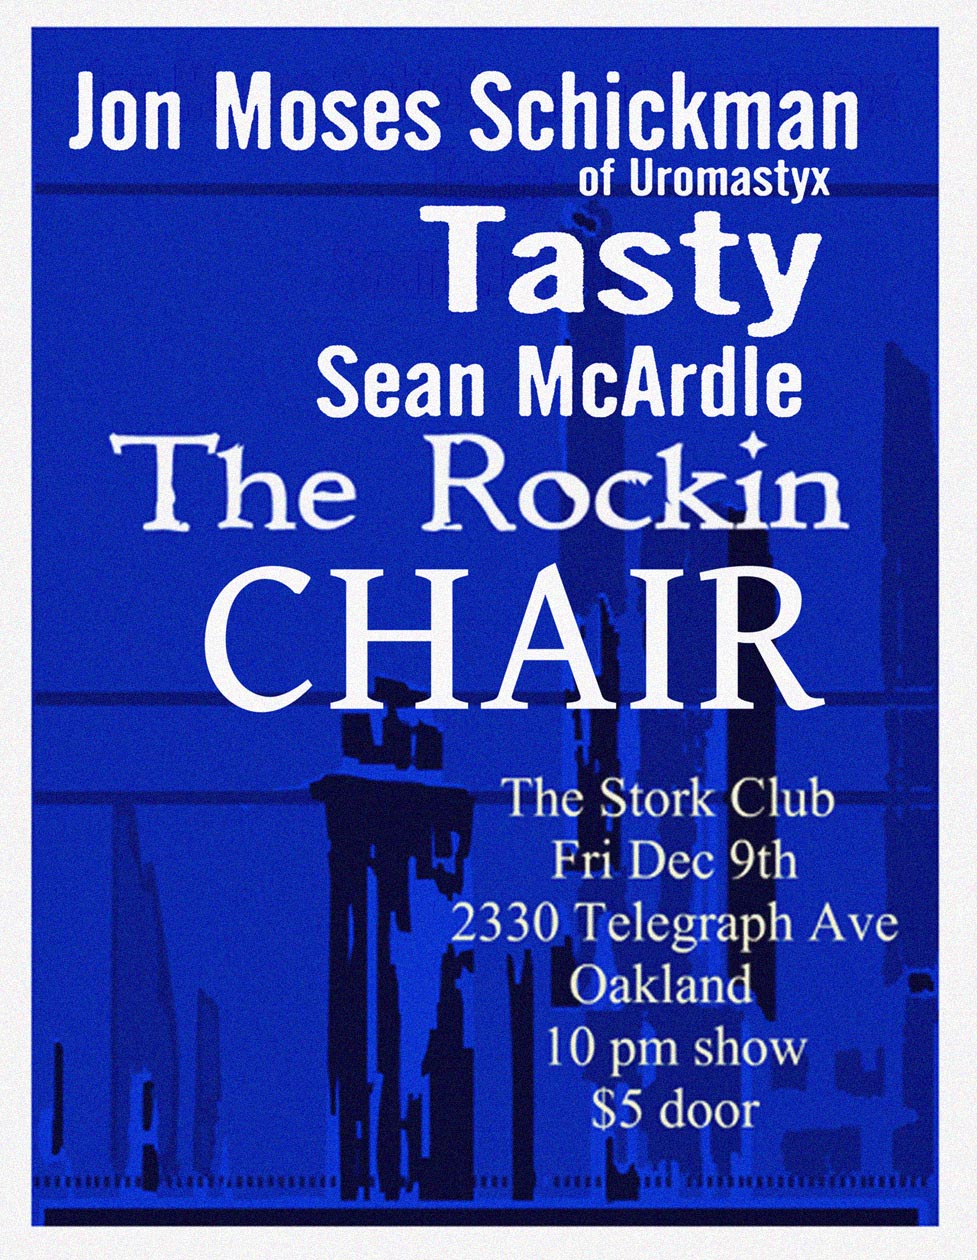 Jon Moses Schickman
of Uromastyx
Tasty
Sean McArdle
The Rockin
CHAIR
The Stork Club
Fri Dec 9th
2330 Telegraph Ave
Oakland
10 pm show
$5 door